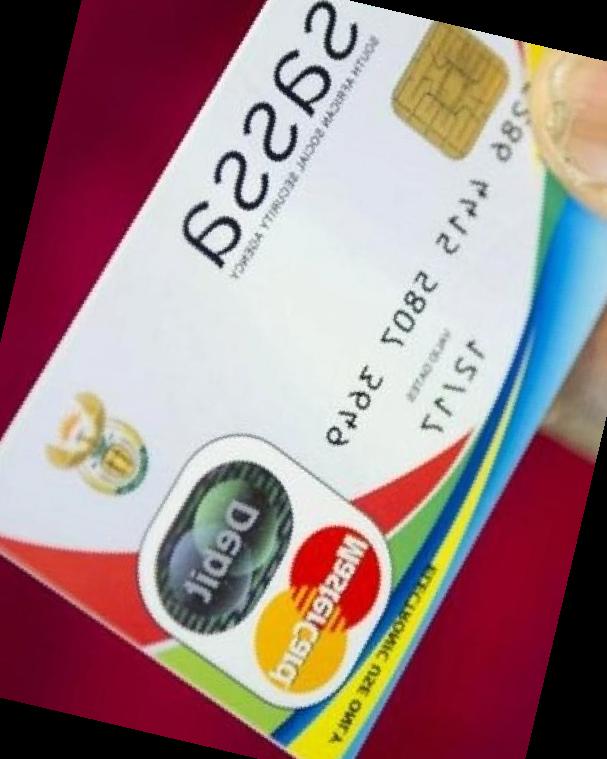 sassa
SOUTH AFRICAN SOCIAL SECURITY AGENCY
286 4415 5807 3649
VALID DATES
12/17
Debit
MasterCard
ELECTRONIC USE ONLY